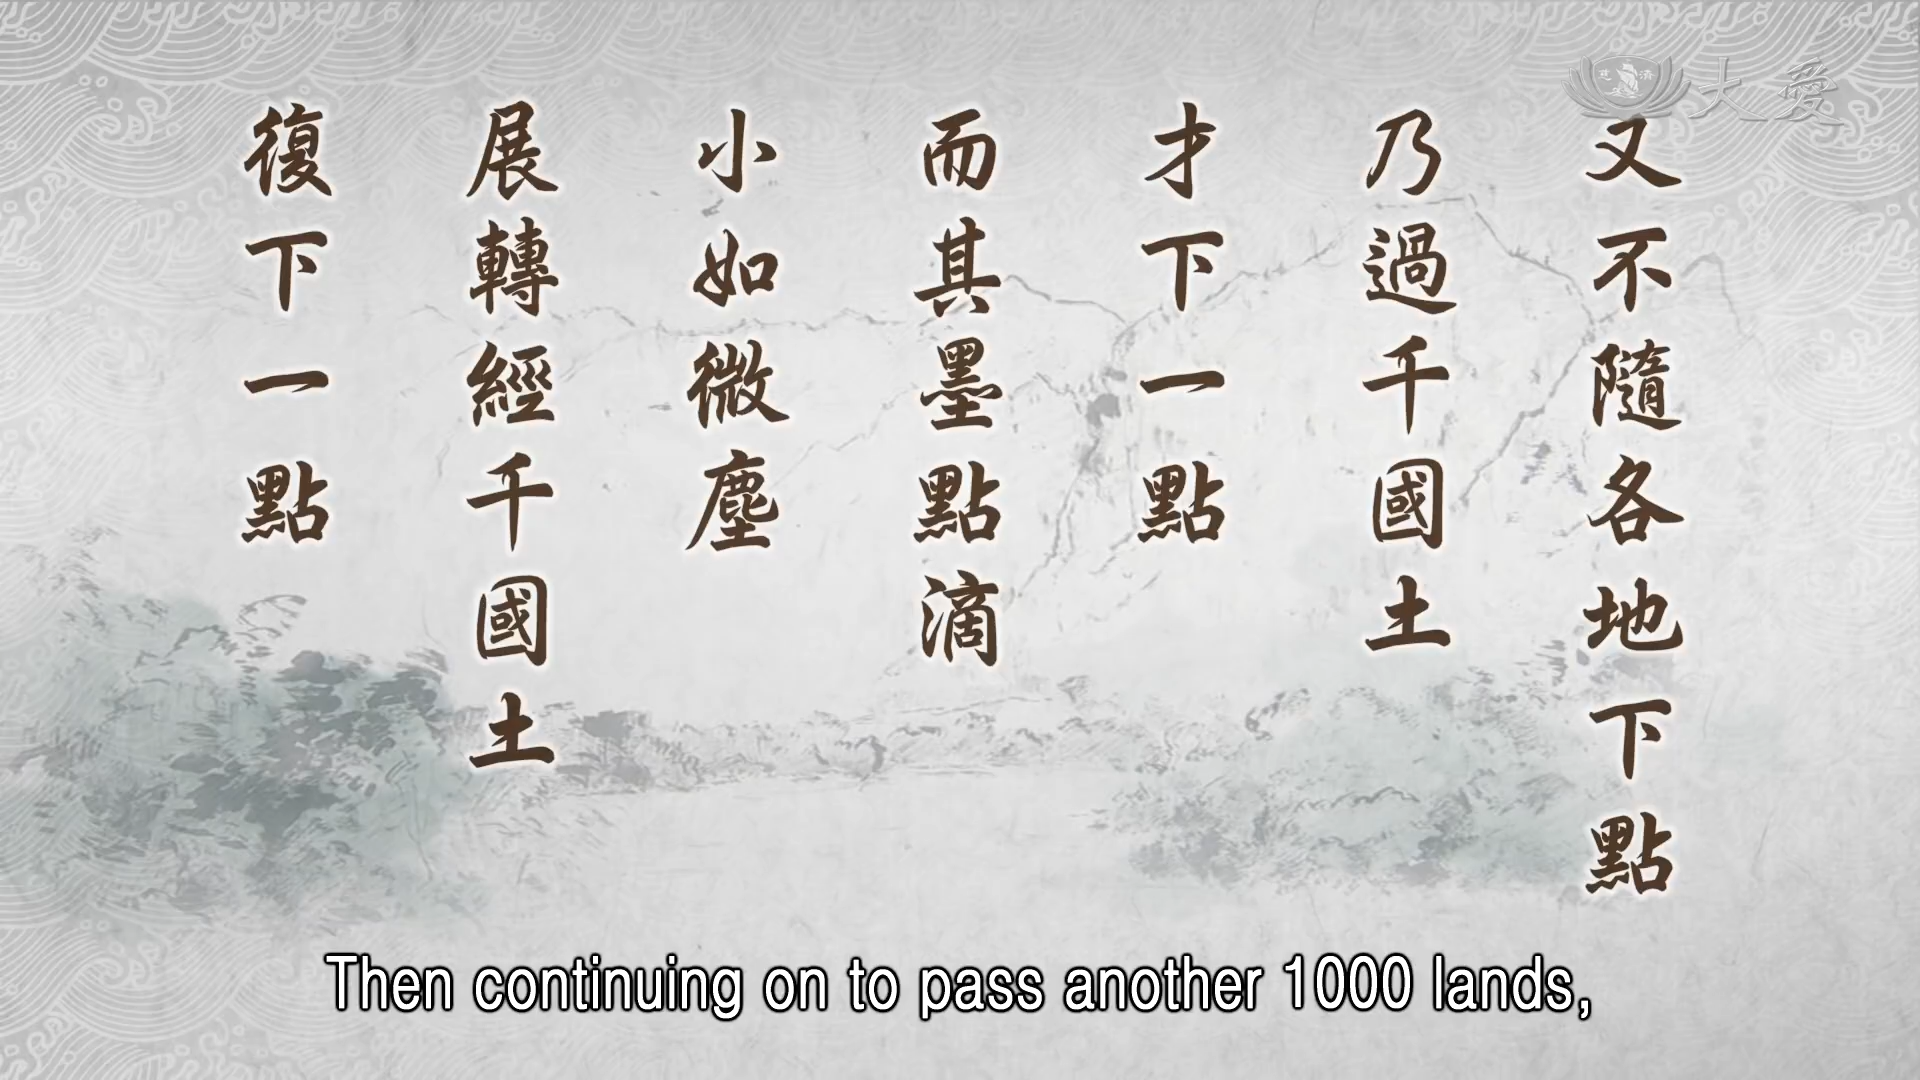 大愛
慈濟
又不隨各地下點
乃過千國土
才下一點
而其墨點滴
小如微塵
展轉經千國土
復下一點
Then continuing on to pass another 1000 lands,